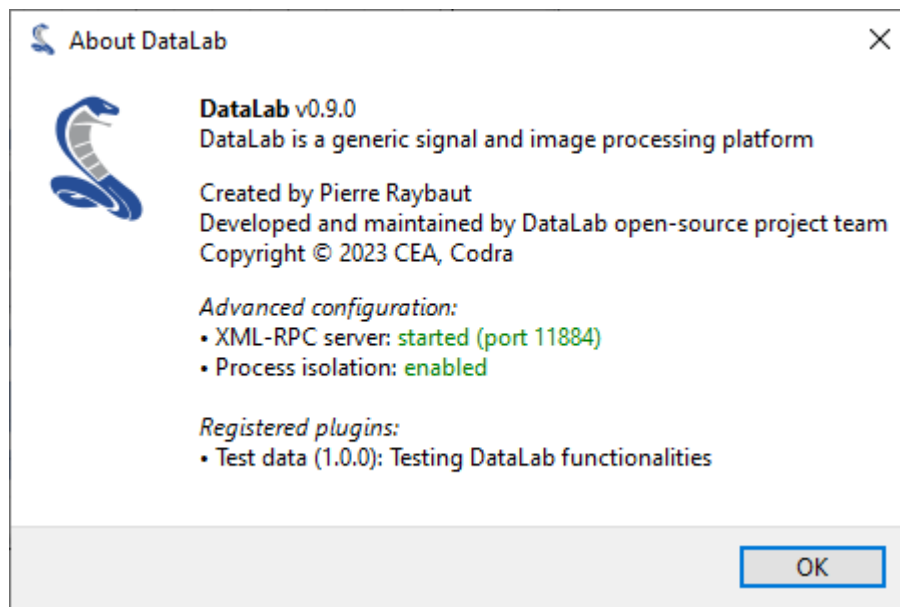 About DataLab
DataLab v0.9.0
DataLab is a generic signal and image processing platform
Created by Pierre Raybaut
Developed and maintained by DataLab open-source project team
Copyright © 2023 CEA, Codra
Advanced configuration:
• XML-RPC server: started (port 11884)
• Process isolation: enabled
Registered plugins:
• Test data (1.0.0): Testing DataLab functionalities
OK